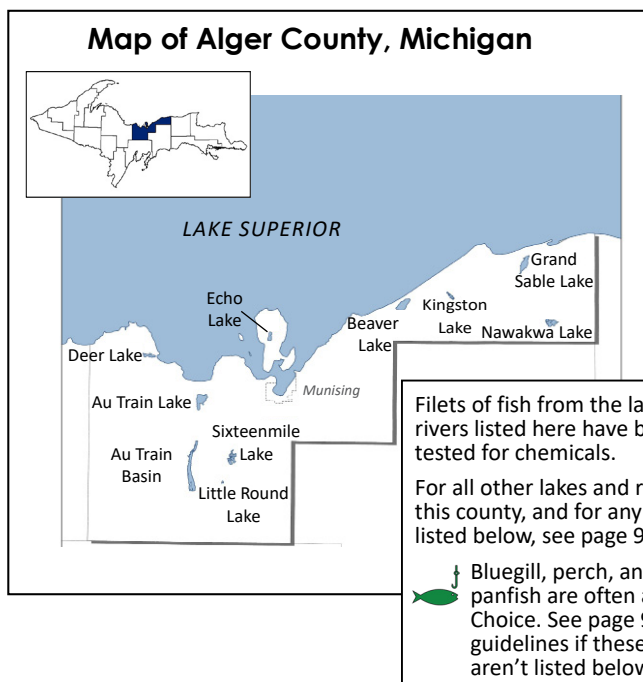 Map of Alger County, Michigan
LAKE SUPERIOR
Grand
Sable Lake
Echo
Lake
Kingston
Lake
Beaver
Lake
Nawakwa Lake
Deer Lake
Munising
Au Train Lake
Sixteenmile
Lake
Au Train
Basin
Little Round
Lake
Filets of fish from the la
rivers listed here have b
tested for chemicals.
For all other lakes and r
this county, and for any
listed below, see page 9
Bluegill, perch, an
panfish are often a
Choice. See page 9
guidelines if these
aren't listed below